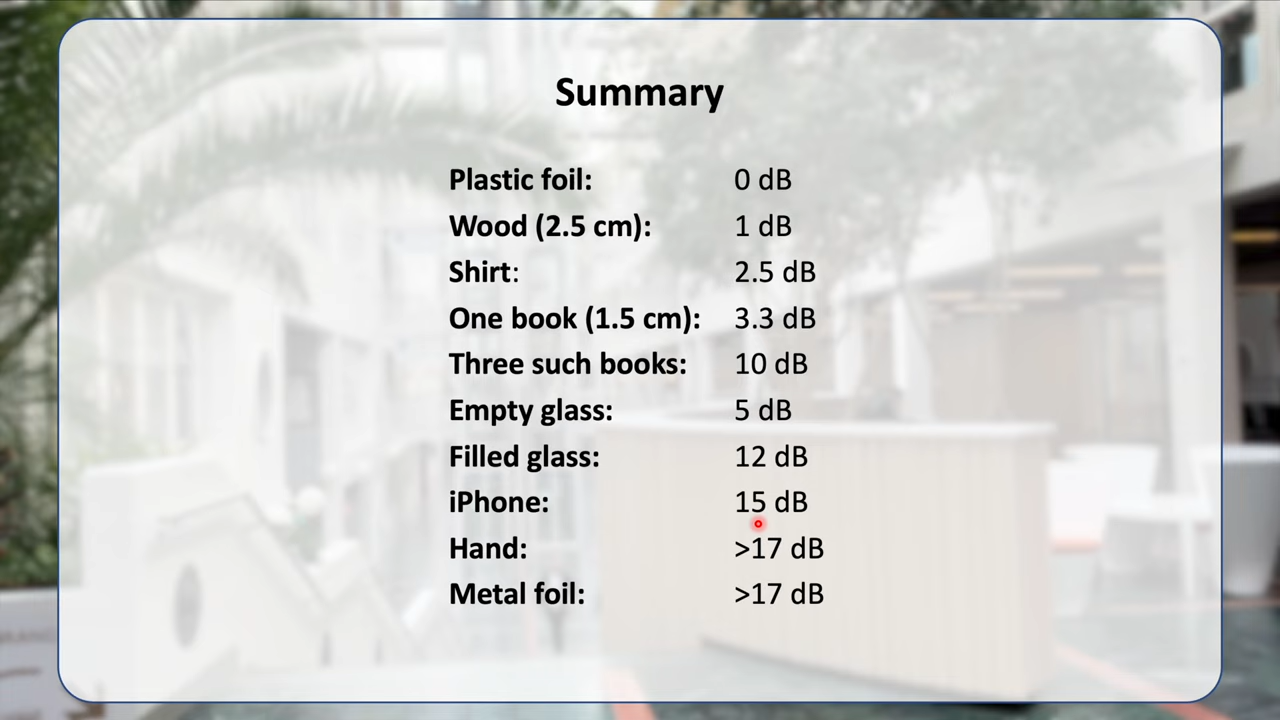 Summary
Plastic foil: 0 dB
Wood (2.5 cm): 1 dB
Shirt: 2.5 dB
One book (1.5 cm): 3.3 dB
Three such books: 10 dB
Empty glass: 5 dB
Filled glass: 12 dB
iPhone: 15 dB
Hand: >17 dB
Metal foil: >17 dB